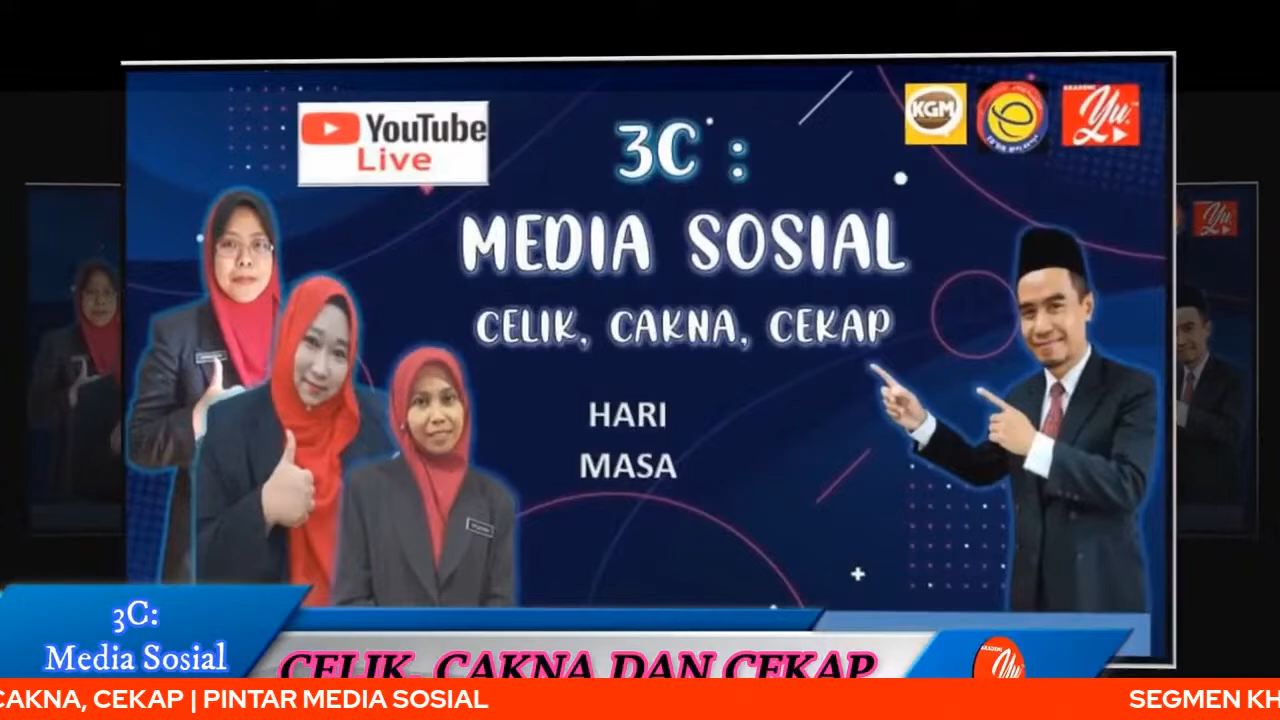 YouTube
Live
3C :
KGM
AKADEMI
Yu
MEDIA SOSIAL
CELIK, CAKNA, CEKAP
HARI
MASA
3C:
Media Sosial
CELIK, CAKNA DAN CEKAP
CAKNA, CEKAP | PINTAR MEDIA SOSIAL
SEGMEN KH